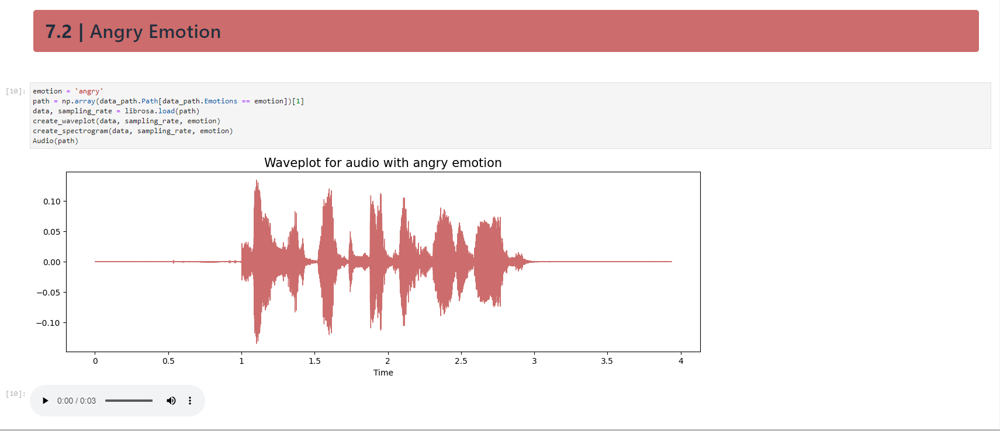 7.2 | Angry Emotion
[10]:
emotion = 'angry'
path = np.array(data_path.Path[data_path.Emotions == emotion])[1]
data, sampling_rate = librosa.load(path)
create_waveplot(data, sampling_rate, emotion)
create_spectrogram(data, sampling_rate, emotion)
Audio(path)
Waveplot for audio with angry emotion
0.10
0.05
0.00
−0.05
−0.10
0 0.5 1 1.5 2 2.5 3 3.5 4
Time
[10]:
0:00 / 0:03